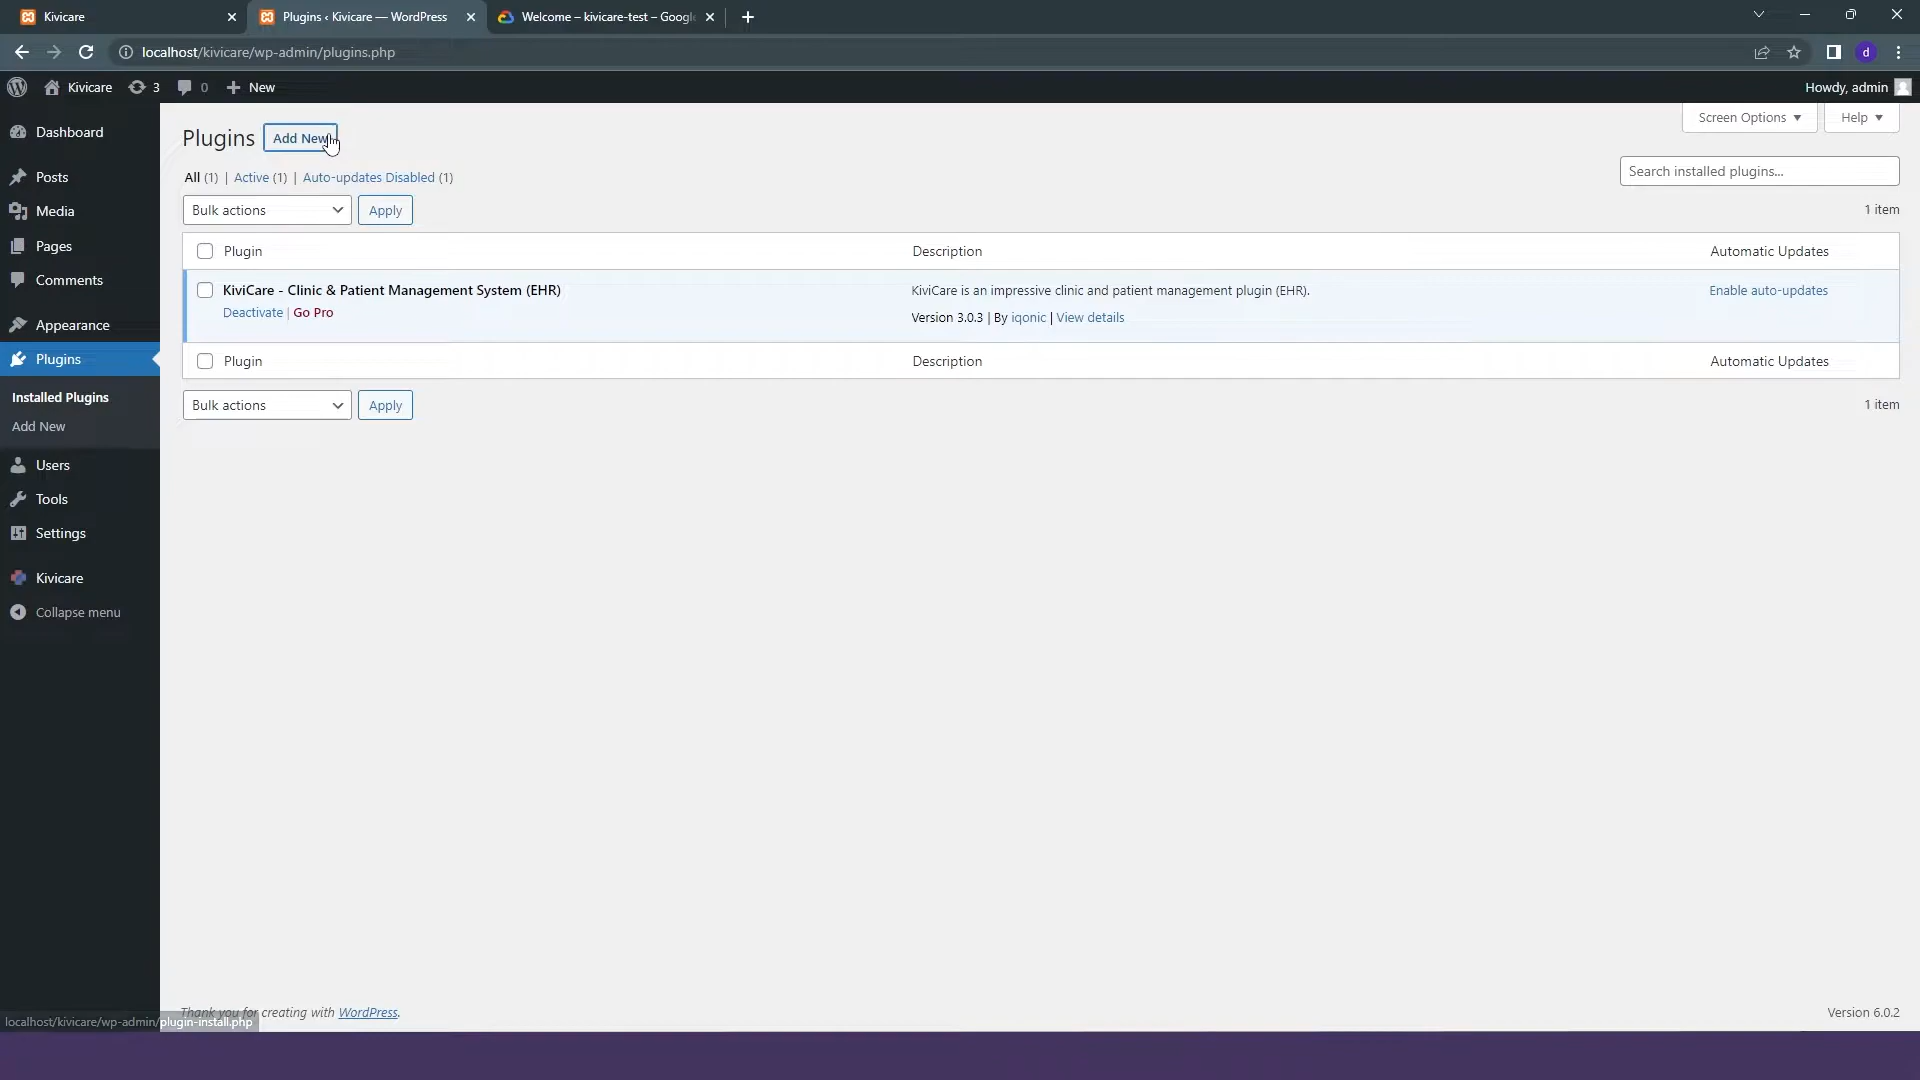 Kivicare
Plugins ‹ Kivicare — WordPress
Welcome – kivicare-test – Googl
localhost/kivicare/wp-admin/plugins.php
d
Kivicare
3
0
New
Howdy, admin
Dashboard
Posts
Media
Pages
Comments
Appearance
Plugins
Installed Plugins
Add New
Users
Tools
Settings
Kivicare
Collapse menu
Plugins
Add New
Screen Options
Help
All (1) | Active (1) | Auto-updates Disabled (1)
Search installed plugins...
Bulk actions
Apply
1 item
Plugin
Description
Automatic Updates
KiviCare - Clinic & Patient Management System (EHR)
KiviCare is an impressive clinic and patient management plugin (EHR).
Enable auto-updates
Deactivate | Go Pro
Version 3.0.3 | By iqonic | View details
Plugin
Description
Automatic Updates
Bulk actions
Apply
1 item
Thank you for creating with WordPress.
Version 6.0.2
localhost/kivicare/wp-admin/plugin-install.php